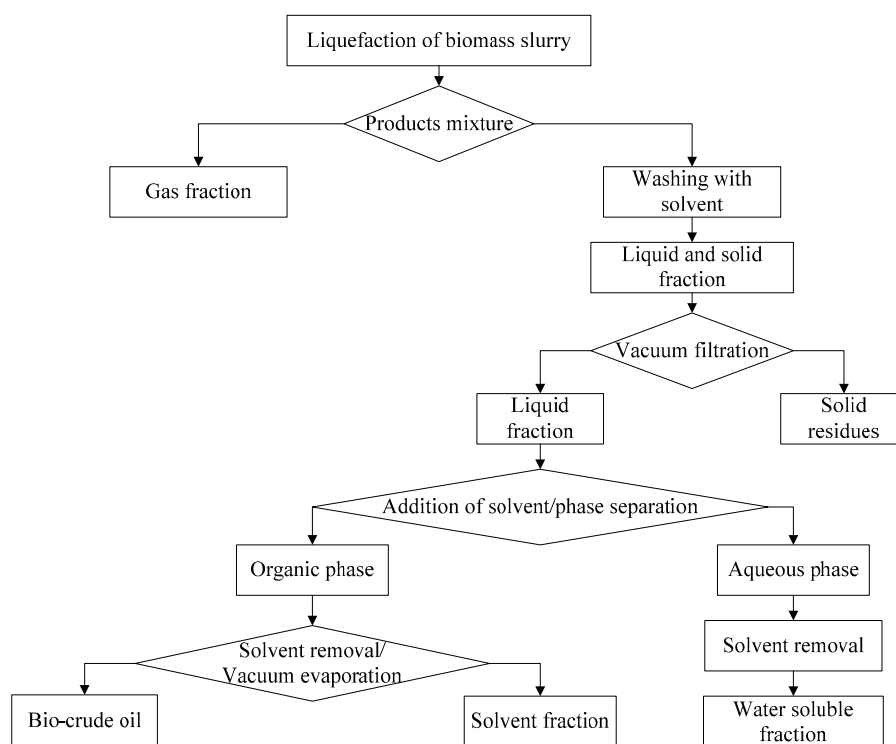 Liquefaction of biomass slurry
Products mixture
Gas fraction
Washing with
solvent
Liquid and solid
fraction
Vacuum filtration
Liquid
fraction
Solid
residues
Addition of solvent/phase separation
Organic phase
Aqueous phase
Solvent removal/
Vacuum evaporation
Solvent removal
Bio-crude oil
Solvent fraction
Water soluble
fraction